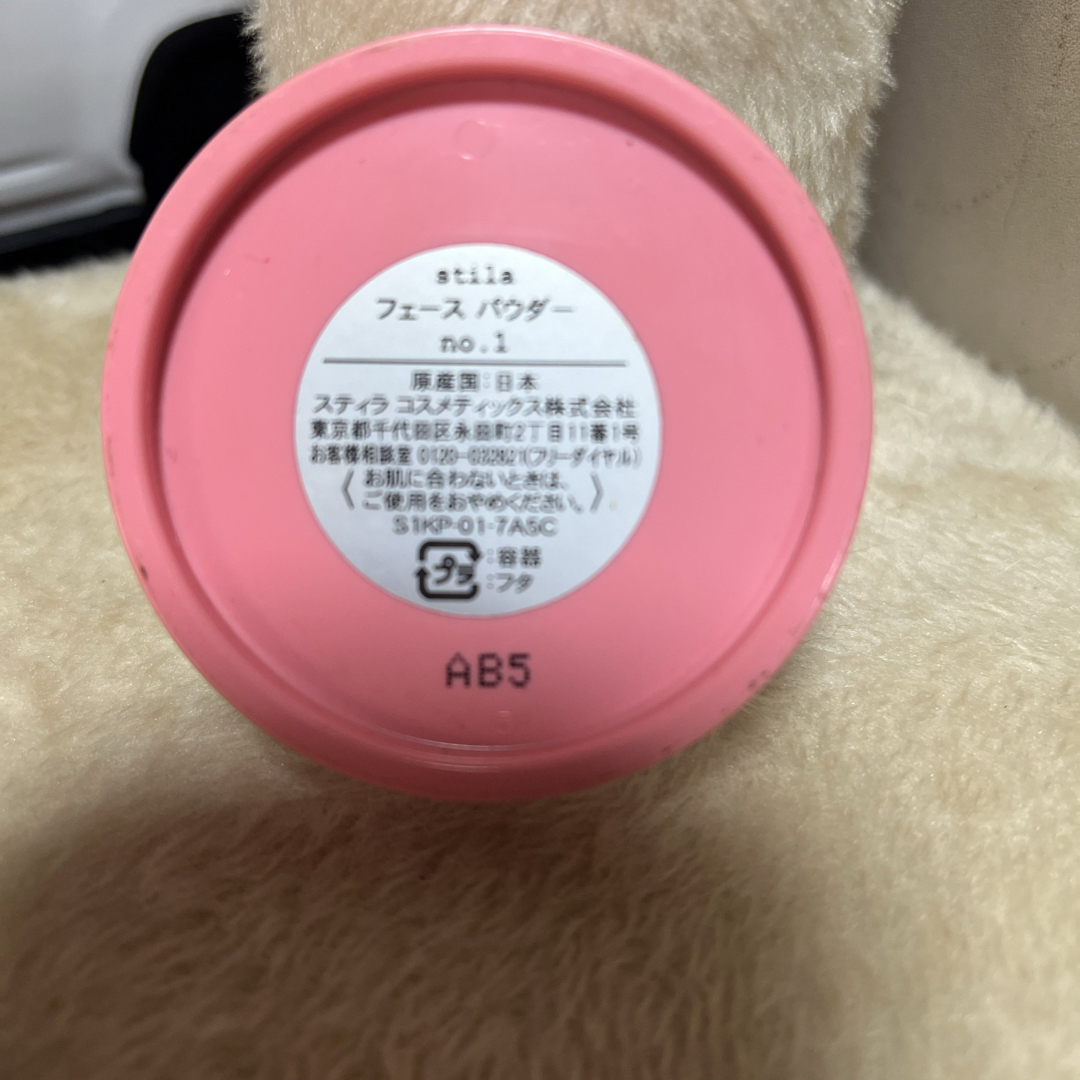 stila
フェース パウダー
no.1
原産国:日本
スティラ コスメティックス株式会社
東京都千代田区永田町2丁目11番1号
お客様相談室 0120-032821(フリーダイヤル)
〈お肌に合わないときは、
ご使用をおやめください。〉
S1KP-01-7A5C
プラ :容器
:フタ
AB5